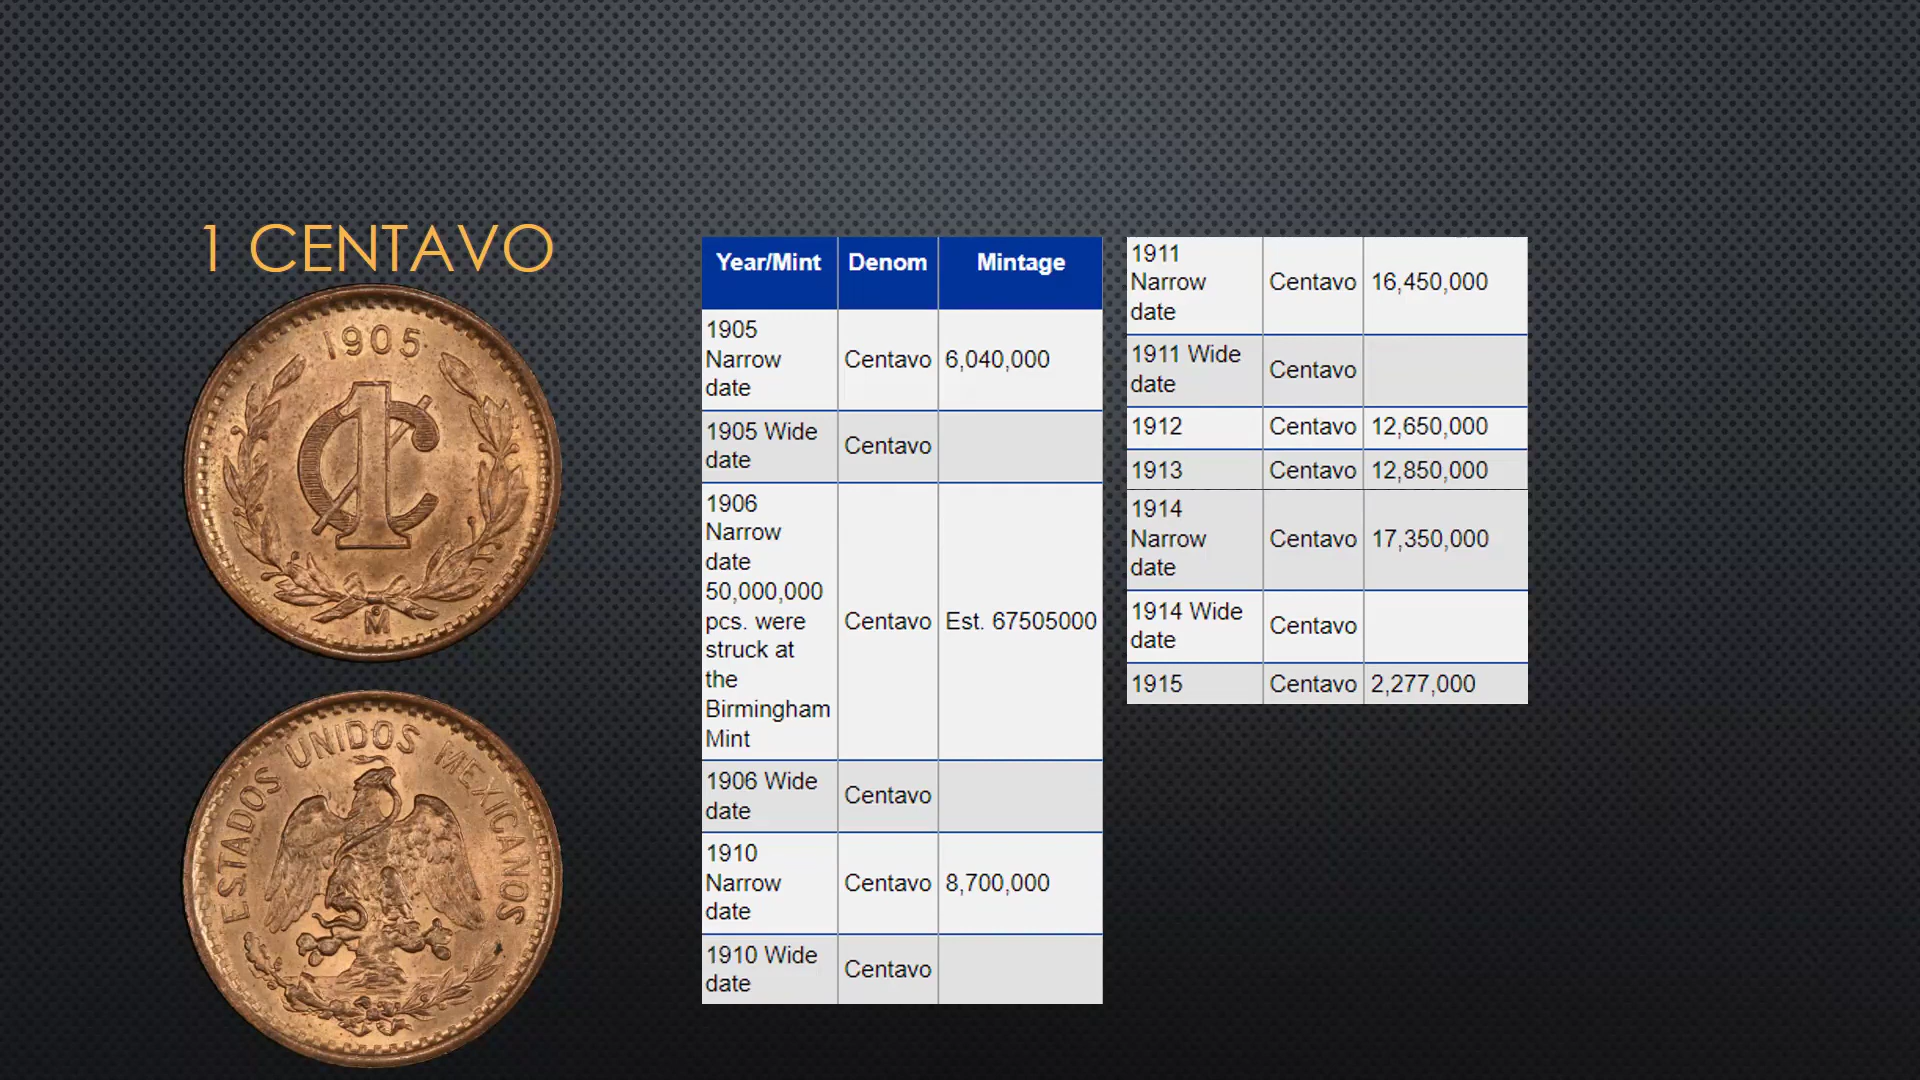 1 CENTAVO
1905
1C
M
ESTADOS UNIDOS MEXICANOS
Year/Mint Denom Mintage
1905
Narrow
date
Centavo 6,040,000
1905 Wide
date
Centavo
1906
Narrow
date
50,000,000
pcs. were
struck at
the
Birmingham
Mint
Centavo Est. 67505000
1906 Wide
date
Centavo
1910
Narrow
date
Centavo 8,700,000
1910 Wide
date
Centavo
1911
Narrow
date
Centavo 16,450,000
1911 Wide
date
Centavo
1912 Centavo 12,650,000
1913 Centavo 12,850,000
1914
Narrow
date
Centavo 17,350,000
1914 Wide
date
Centavo
1915 Centavo 2,277,000